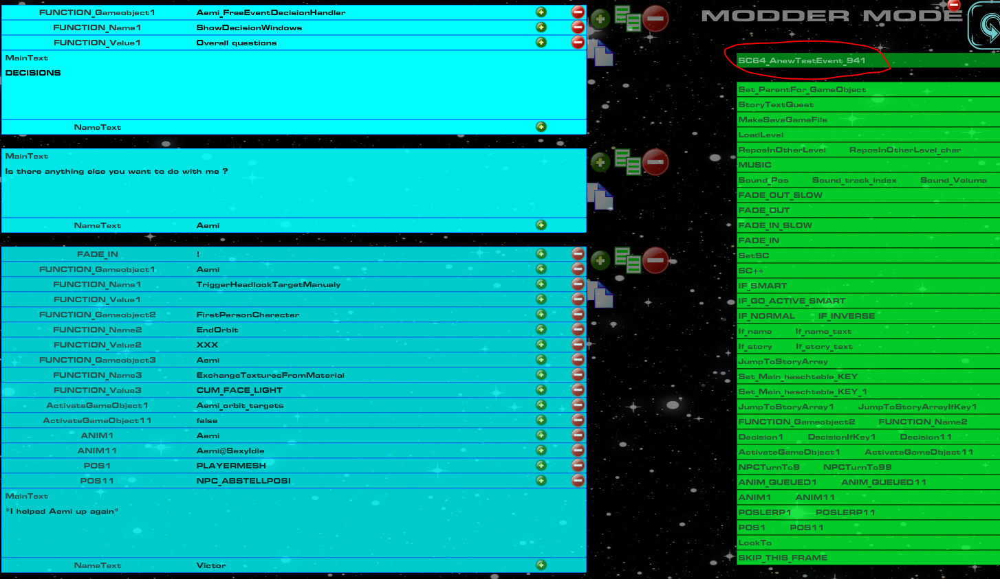 FUNCTION_Gameobject1 Aemi_FreeEventDecisionHandler
FUNCTION_Name1 ShowDecisionWindows
FUNCTION_Value1 Overall questions
MainText
DECISIONS
NameText
MainText
Is there anything else you want to do with me ?
NameText Aemi
FADE_IN !
FUNCTION_Gameobject1 Aemi
FUNCTION_Name1 TriggerHeadlookTargetManualy
FUNCTION_Value1
FUNCTION_Gameobject2 FirstPersonCharacter
FUNCTION_Name2 EndOrbit
FUNCTION_Value2 XXX
FUNCTION_Gameobject3 Aemi
FUNCTION_Name3 ExchangeTexturesFromMaterial
FUNCTION_Value3 CUM_FACE_LIGHT
ActivateGameObject1 Aemi_orbit_targets
ActivateGameObject11 false
ANIM1 Aemi
ANIM11 Aemi@SexyIdle
POS1 PLAYERMESH
POS11 NPC_ABSTELLPOSI
MainText
*I helped Aemi up again*
NameText Victor
MODDER MODE
SC64_AnewTestEvent_941
Set_ParentFor_GameObject
StoryTextQuest
MakeSaveGameFile
LoadLevel
ReposInOtherLevel ReposInOtherLevel_char
MUSIC
Sound_Pos Sound_track_index Sound_Volume
FADE_OUT_SLOW
FADE_OUT
FADE_IN_SLOW
FADE_IN
SetSC
SC++
IF_SMART
IF_GO_ACTIVE_SMART
IF_NORMAL IF_INVERSE
If_name If_name_text
If_story If_story_text
JumpToStoryArray
Set_Main_haschtable_KEY
Set_Main_haschtable_KEY_1
JumpToStoryArray1 JumpToStoryArrayIfKey1
FUNCTION_Gameobject2 FUNCTION_Name2
Decision1 DecisionIfKey1 Decision11
ActivateGameObject1 ActivateGameObject11
NPCTurnTo9 NPCTurnTo99
ANIM_QUEUED1 ANIM_QUEUED11
ANIM1 ANIM11
POSLERP1 POSLERP11
POS1 POS11
LookTo
SKIP_THIS_FRAME